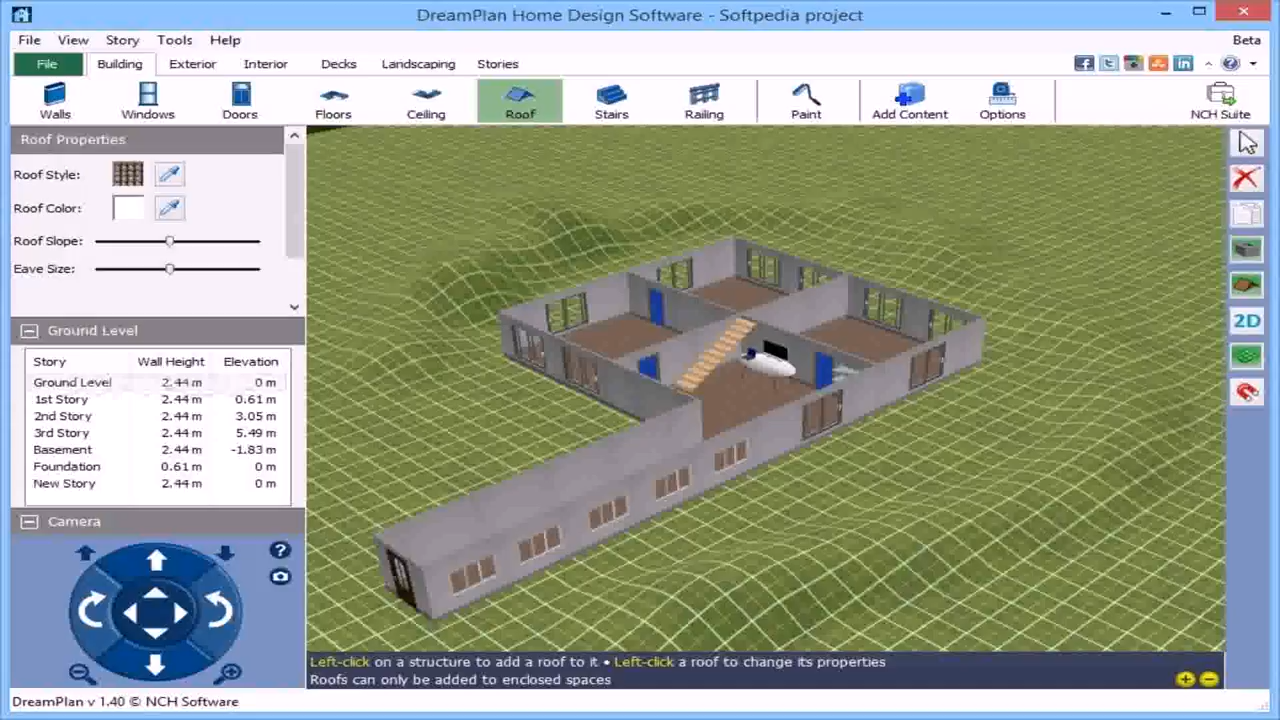 DreamPlan Home Design Software - Softpedia project
File View Story Tools Help Beta
File Building Exterior Interior Decks Landscaping Stories
Walls Windows Doors Floors Ceiling Roof Stairs Railing Paint Add Content Options NCH Suite
Roof Properties
Roof Style:
Roof Color:
Roof Slope:
Eave Size:
Ground Level
Story Wall Height Elevation
Ground Level 2.44 m 0 m
1st Story 2.44 m 0.61 m
2nd Story 2.44 m 3.05 m
3rd Story 2.44 m 5.49 m
Basement 2.44 m -1.83 m
Foundation 0.61 m 0 m
New Story 2.44 m 0 m
Camera
2D
Left-click on a structure to add a roof to it • Left-click a roof to change its properties
Roofs can only be added to enclosed spaces
DreamPlan v 1.40 © NCH Software